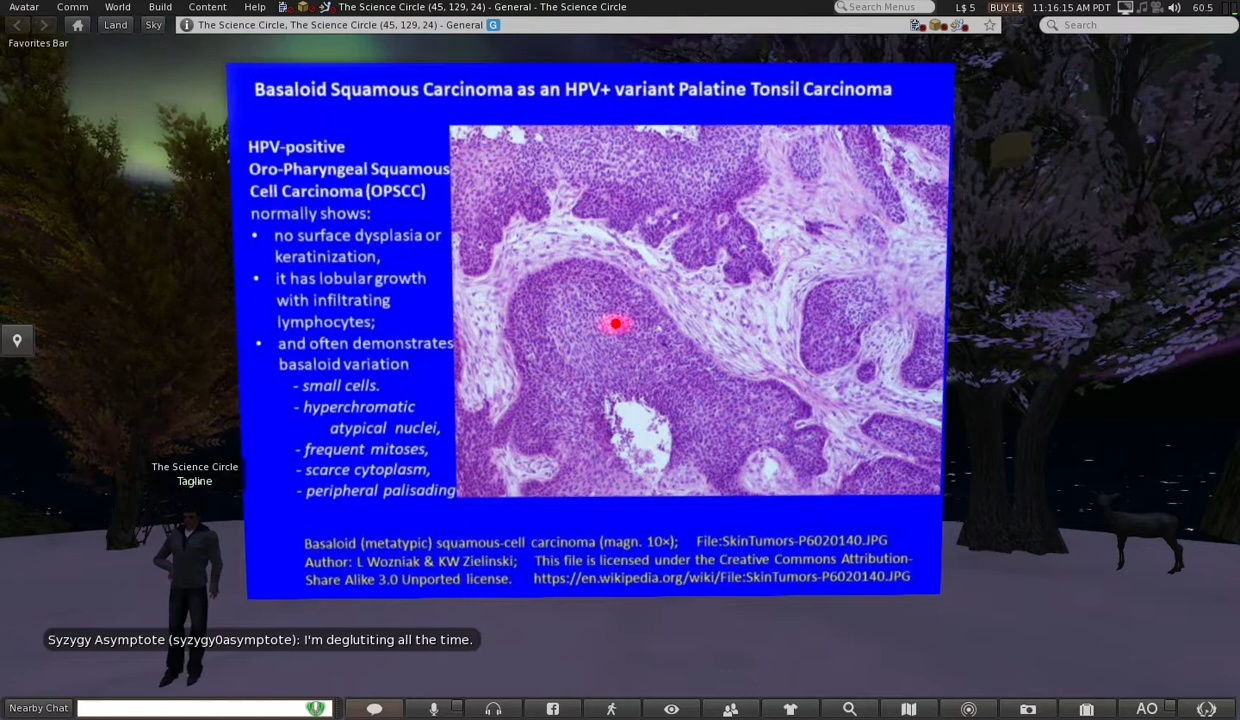 Avatar Comm World Build Content Help The Science Circle, The Science Circle (45, 129, 24) - General - The Science Circle Search Menus L$ 5 BUY L$ 11:16:15 AM PDT 60.5
Land Sky The Science Circle, The Science Circle (45, 129, 24) - General G Search
Favorites Bar
Basaloid Squamous Carcinoma as an HPV+ variant Palatine Tonsil Carcinoma
HPV-positive
Oro-Pharyngeal Squamous
Cell Carcinoma (OPSCC)
normally shows:
• no surface dysplasia or
keratinization,
• it has lobular growth
with infiltrating
lymphocytes;
• and often demonstrates
basaloid variation
- small cells.
- hyperchromatic
atypical nuclei,
- frequent mitoses,
- scarce cytoplasm,
- peripheral palisading
Basaloid (metatypic) squamous-cell carcinoma (magn. 10×); File:SkinTumors-P6020140.JPG
Author: L Wozniak & KW Zielinski; This file is licensed under the Creative Commons Attribution-
Share Alike 3.0 Unported license. https://en.wikipedia.org/wiki/File:SkinTumors-P6020140.JPG
The Science Circle
Tagline
Syzygy Asymptote (syzygy0asymptote): I'm deglutiting all the time.
Nearby Chat AO